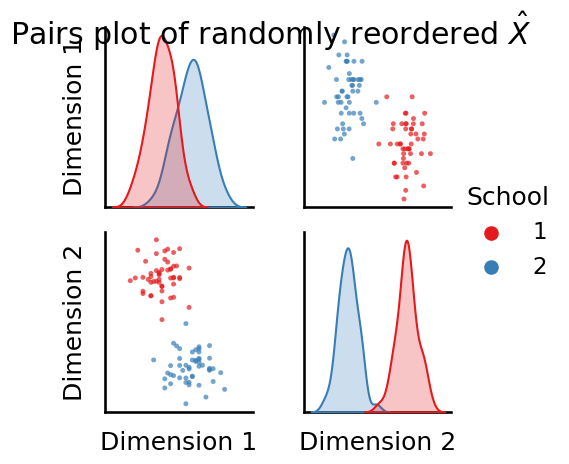 Pairs plot of randomly reordered X̂
Dimension 1
Dimension 2
Dimension 1
Dimension 2
School
1
2